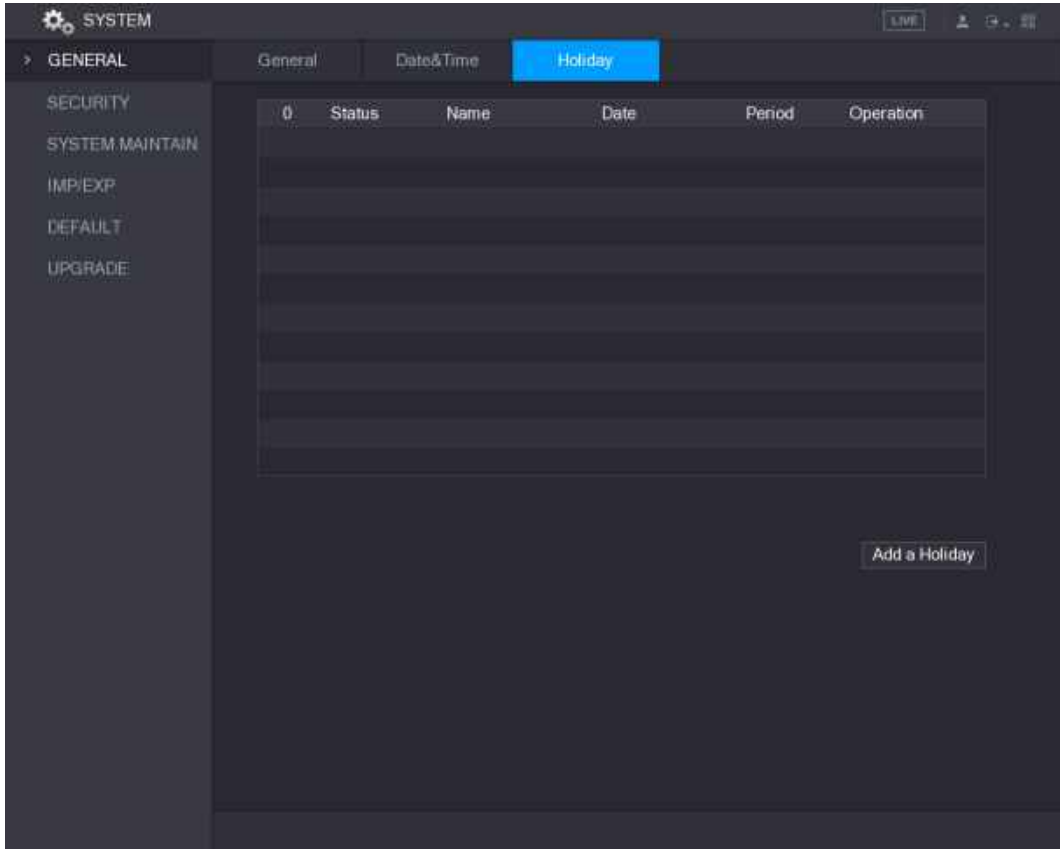 SYSTEM
LIVE
GENERAL
General Date&Time Holiday
SECURITY
SYSTEM MAINTAIN
IMP/EXP
DEFAULT
UPGRADE
0 Status Name Date Period Operation
Add a Holiday